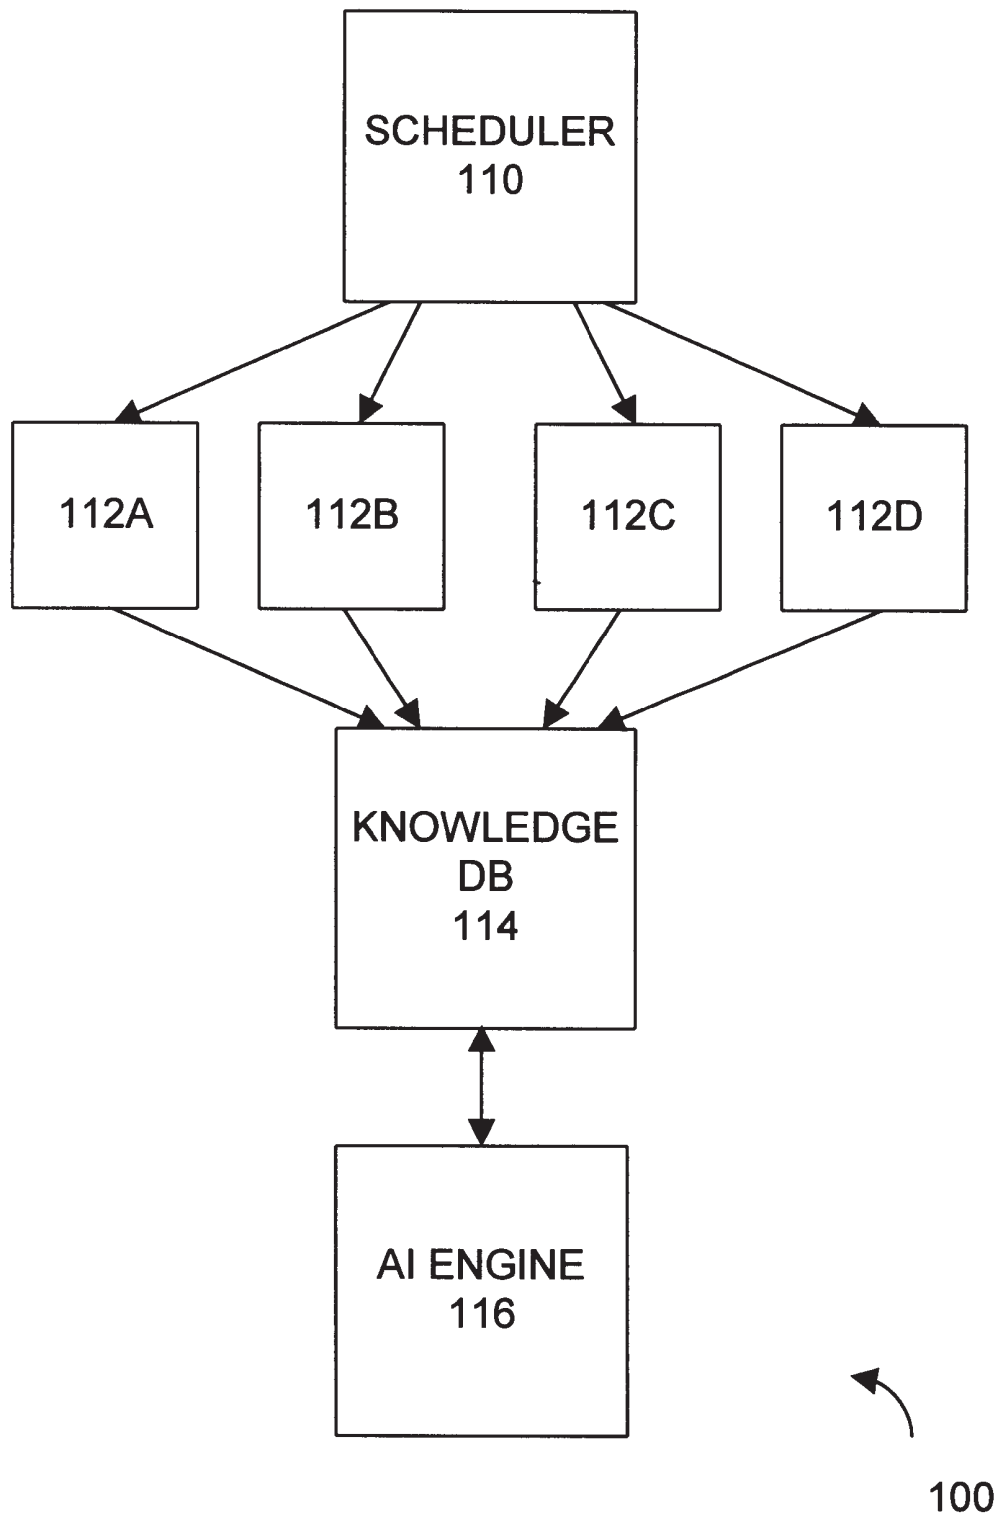 SCHEDULER
110
112A
112B
112C
112D
KNOWLEDGE
DB
114
AI ENGINE
116
100